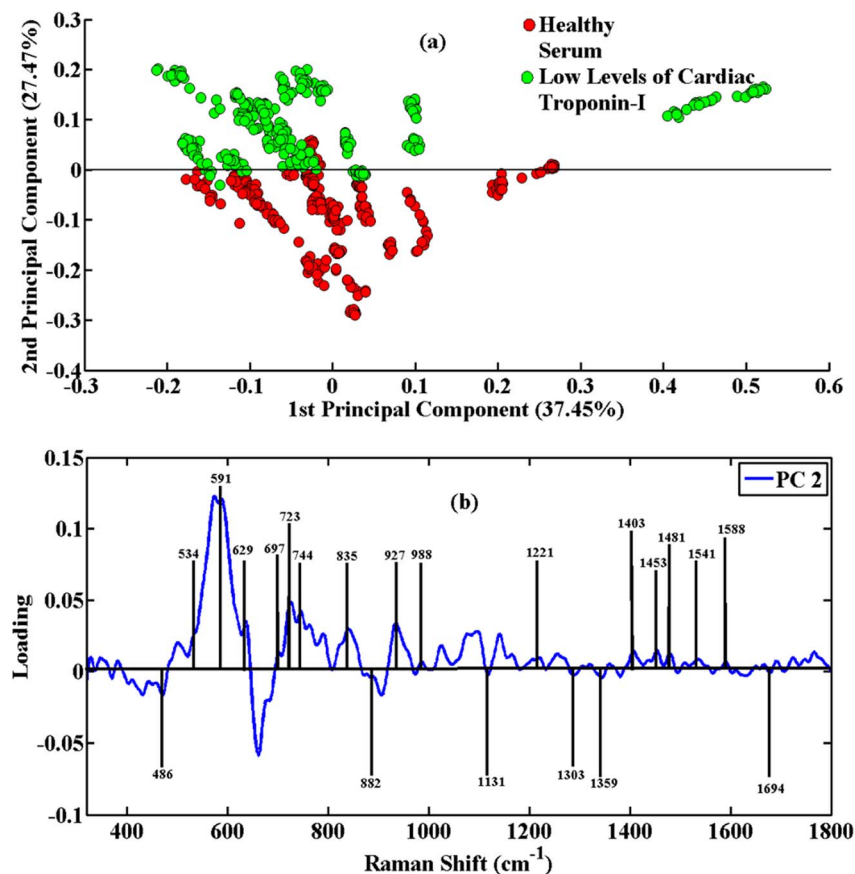 0.3
(a)
Healthy
Serum
Low Levels of Cardiac
Troponin-I
0.2
0.1
0
-0.1
-0.2
-0.3
-0.4
2nd Principal Component (27.47%)
-0.3 -0.2 -0.1 0 0.1 0.2 0.3 0.4 0.5 0.6
1st Principal Component (37.45%)
0.15
591
(b)
PC 2
723
1403
1481
1588
0.1
534
629
697
744
835
927
988
1221
1453
1541
0.05
0
-0.05
-0.1
Loading
486
882
1131
1303
1359
1694
400 600 800 1000 1200 1400 1600 1800
Raman Shift (cm⁻¹)